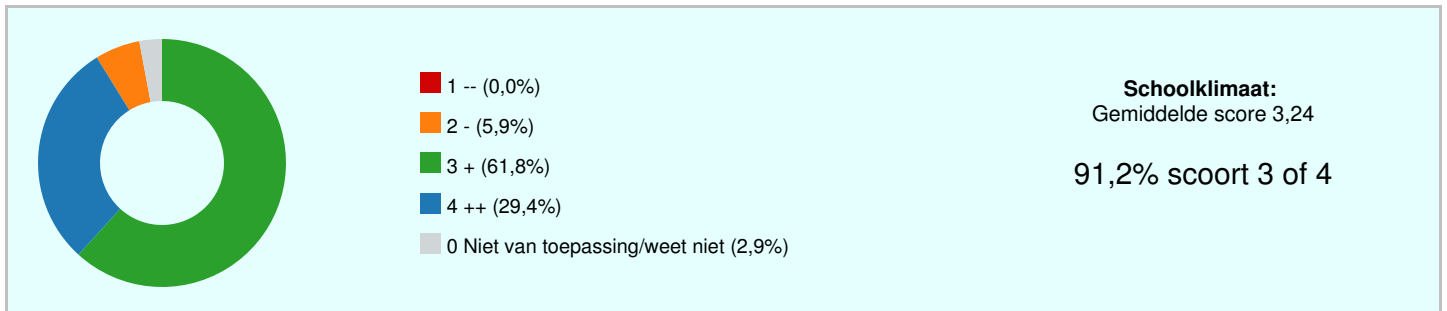 1 -- (0,0%)
2 - (5,9%)
3 + (61,8%)
4 ++ (29,4%)
0 Niet van toepassing/weet niet (2,9%)
Schoolklimaat:
Gemiddelde score 3,24
91,2% scoort 3 of 4